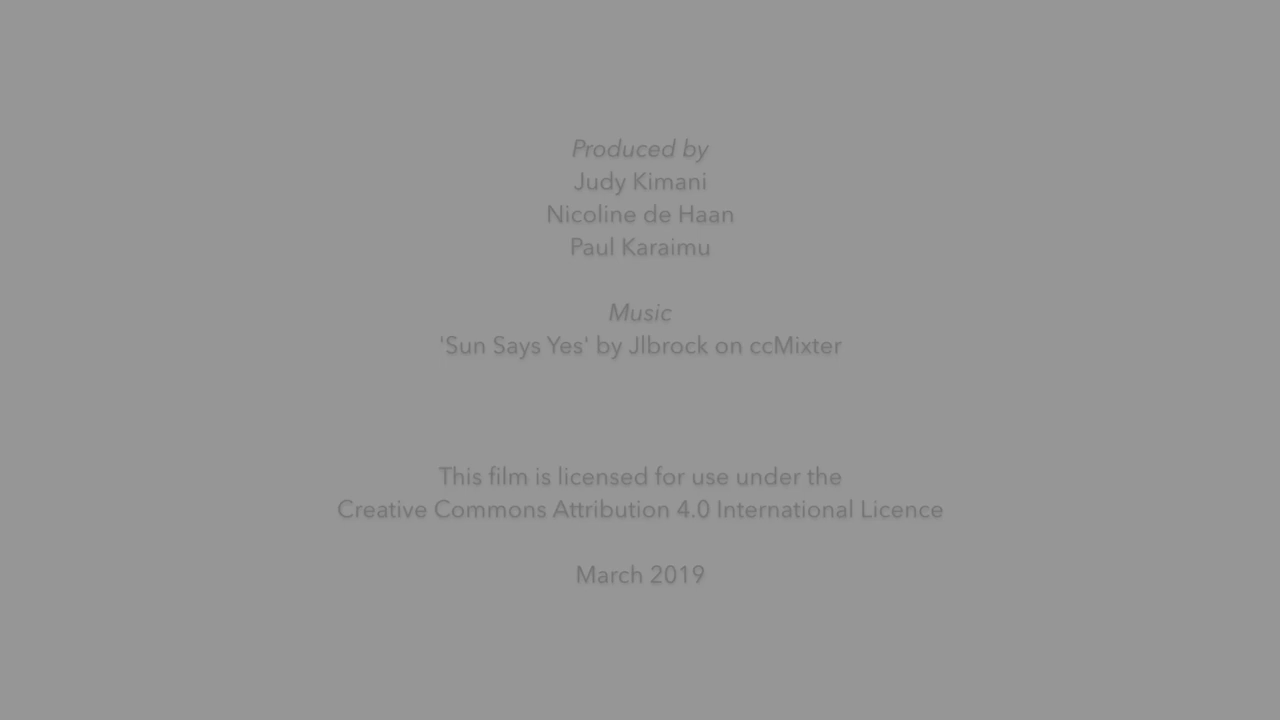 Produced by
Judy Kimani
Nicoline de Haan
Paul Karaimu
Music
'Sun Says Yes' by Jlbrock on ccMixter
This film is licensed for use under the
Creative Commons Attribution 4.0 International Licence
March 2019